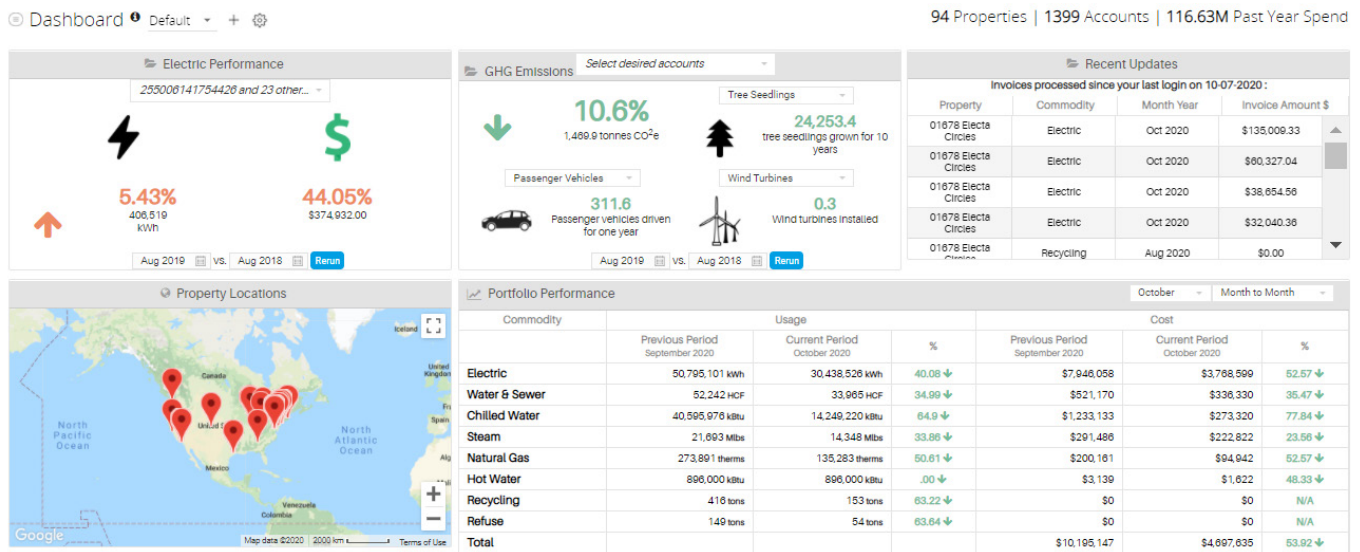 Dashboard Default
94 Properties | 1399 Accounts | 116.63M Past Year Spend
Electric Performance
255006141754426 and 23 other...
5.43%
406,519
kWh
44.05%
$374,932.00
Aug 2019 vs. Aug 2018 Rerun
GHG Emissions Select desired accounts
10.6%
1,469.9 tonnes CO²e
Tree Seedlings
24,253.4
tree seedlings grown for 10
years
Passenger Vehicles
311.6
Passenger vehicles driven
for one year
Wind Turbines
0.3
Wind turbines installed
Aug 2019 vs. Aug 2018 Rerun
Recent Updates
Invoices processed since your last login on 10-07-2020 :
Property Commodity Month Year Invoice Amount $
01678 Electa
Circles Electric Oct 2020 $135,009.33
01678 Electa
Circles Electric Oct 2020 $60,327.04
01678 Electa
Circles Electric Oct 2020 $38,654.56
01678 Electa
Circles Electric Oct 2020 $32,040.36
01678 Electa
Circles Recycling Aug 2020 $0.00
Property Locations
Iceland
Canada
United
Kingdom
Spain
North
Pacific
Ocean
North
Atlantic
Ocean
Mexico
Venezuela
Colombia
Google
Map data ©2020 2000 km Terms of Use
Portfolio Performance October Month to Month
Commodity Usage Cost
Previous Period Current Period % Previous Period Current Period %
September 2020 October 2020 September 2020 October 2020
Electric 50,795,101 kWh 30,438,526 kWh 40.08 $7,946,058 $3,768,599 52.57
Water & Sewer 52,242 HCF 33,965 HCF 34.99 $521,170 $336,330 35.47
Chilled Water 40,595,976 kBtu 14,249,220 kBtu 64.9 $1,233,133 $273,320 77.84
Steam 21,693 Mlbs 14,348 Mlbs 33.86 $291,486 $222,822 23.56
Natural Gas 273,891 therms 135,283 therms 50.61 $200,161 $94,942 52.57
Hot Water 896,000 kBtu 896,000 kBtu .00 $3,139 $1,622 48.33
Recycling 416 tons 153 tons 63.22 $0 $0 N/A
Refuse 149 tons 54 tons 63.64 $0 $0 N/A
Total $10,195,147 $4,697,635 53.92